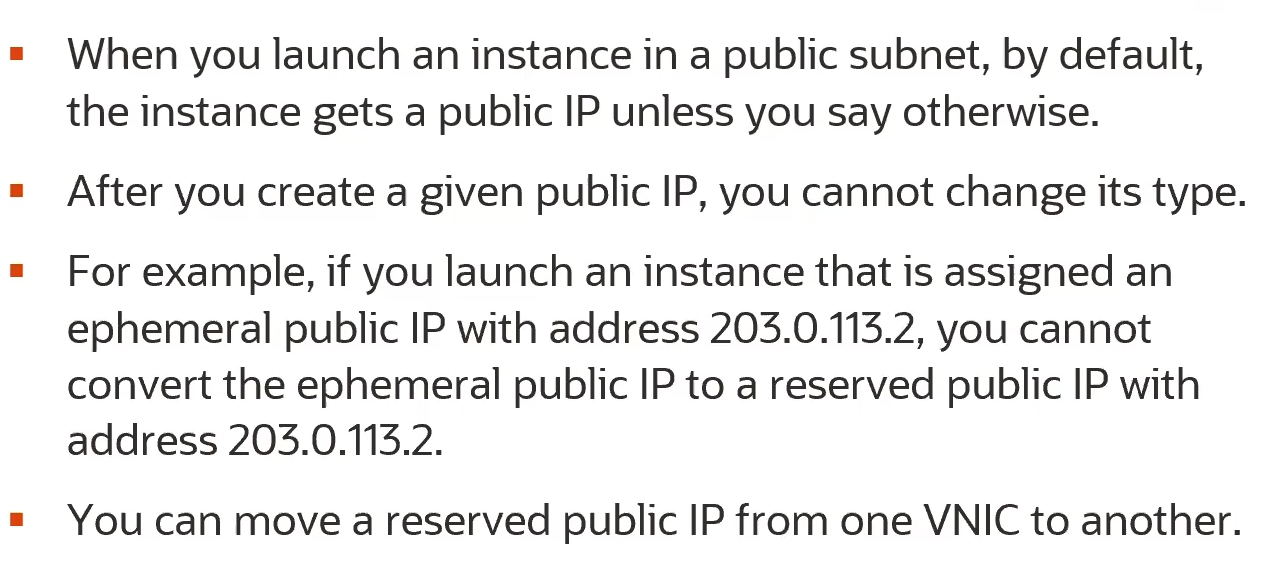 ▪ When you launch an instance in a public subnet, by default,
the instance gets a public IP unless you say otherwise.
▪ After you create a given public IP, you cannot change its type.
▪ For example, if you launch an instance that is assigned an
ephemeral public IP with address 203.0.113.2, you cannot
convert the ephemeral public IP to a reserved public IP with
address 203.0.113.2.
▪ You can move a reserved public IP from one VNIC to another.